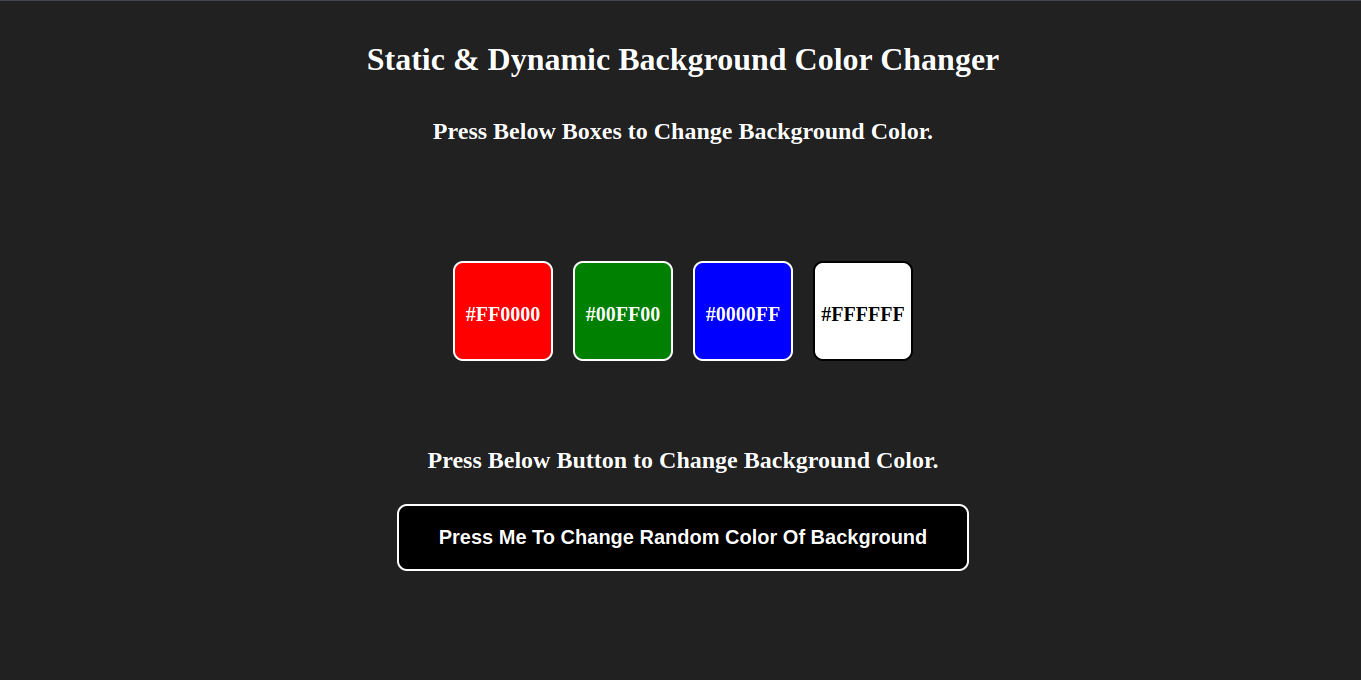 Static & Dynamic Background Color Changer
Press Below Boxes to Change Background Color.
#FF0000 #00FF00 #0000FF #FFFFFF
Press Below Button to Change Background Color.
Press Me To Change Random Color Of Background